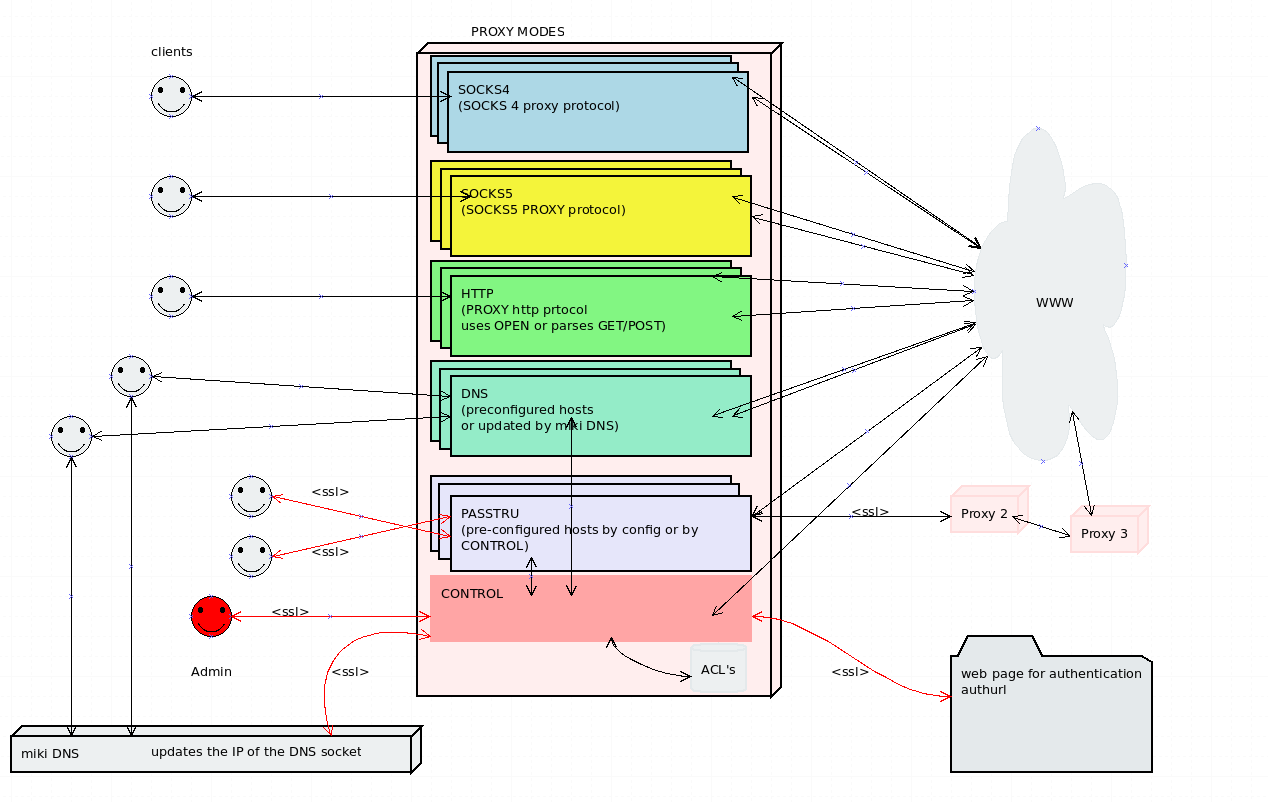 PROXY MODES
clients
SOCKS4
(SOCKS 4 proxy protocol)
SOCKS5
(SOCKS5 PROXY protocol)
HTTP
(PROXY http prtocol
uses OPEN or parses GET/POST)
WWW
DNS
(preconfigured hosts
or updated by miki DNS)
<ssl>
PASSTRU
(pre-configured hosts by config or by
CONTROL)
<ssl>
Proxy 2
Proxy 3
<ssl>
CONTROL
<ssl>
Admin
<ssl>
ACL's
<ssl>
web page for authentication
authurl
miki DNS
updates the IP of the DNS socket